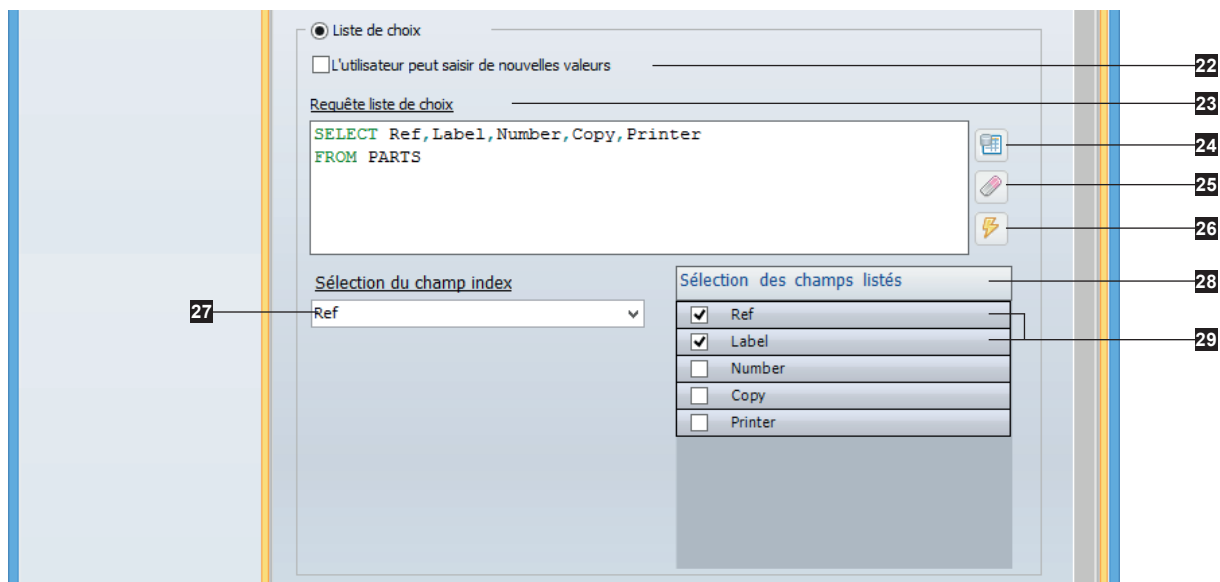 Liste de choix
L'utilisateur peut saisir de nouvelles valeurs
22
Requête liste de choix
23
SELECT Ref,Label,Number,Copy,Printer
FROM PARTS
24
25
26
Sélection du champ index
Sélection des champs listés
28
27
Ref
Ref
Label
29
Number
Copy
Printer